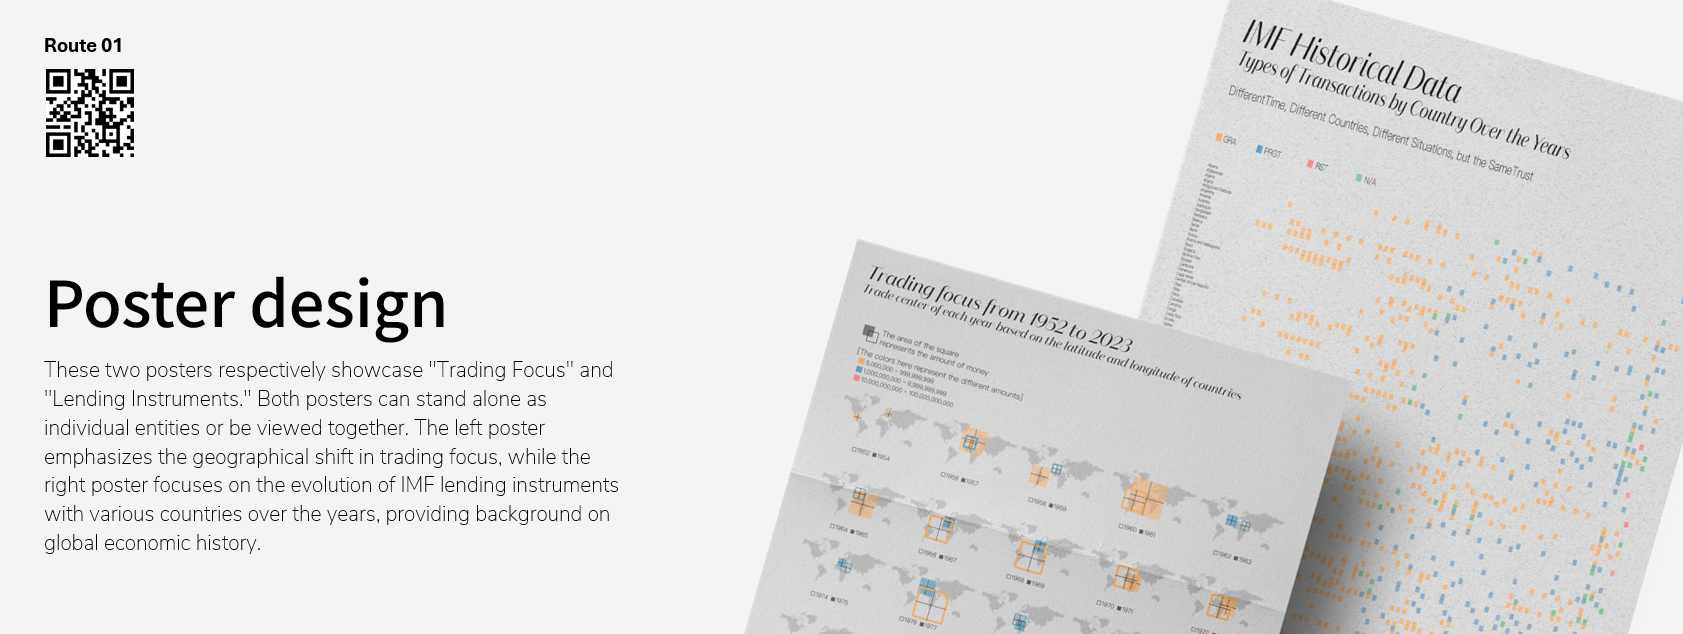 Route 01
Poster design
These two posters respectively showcase "Trading Focus" and
"Lending Instruments." Both posters can stand alone as
individual entities or be viewed together. The left poster
emphasizes the geographical shift in trading focus, while the
right poster focuses on the evolution of IMF lending instruments
with various countries over the years, providing background on
global economic history.
IMF Historical Data
Types of Transactions by Country Over the Years
DifferentTime, Different Countries, Different Situations, but the SameTrust
GRA
PRGT
RST
N/A
Trading focus from 1952 to 2023
Trade center of each year based on the latitude and longitude of countries
The area of the square
represents the amount of money
[The colors here represent the different amounts]
5,000,000 - 999,999,999
1,000,000,000 - 9,999,999,999
10,000,000,000 - 100,000,000,000
1952 1954
1956 1957
1958 1959
1960 1961
1962 1963
1964 1965
1966 1967
1968 1969
1970 1971
1974 1975
1976 1977